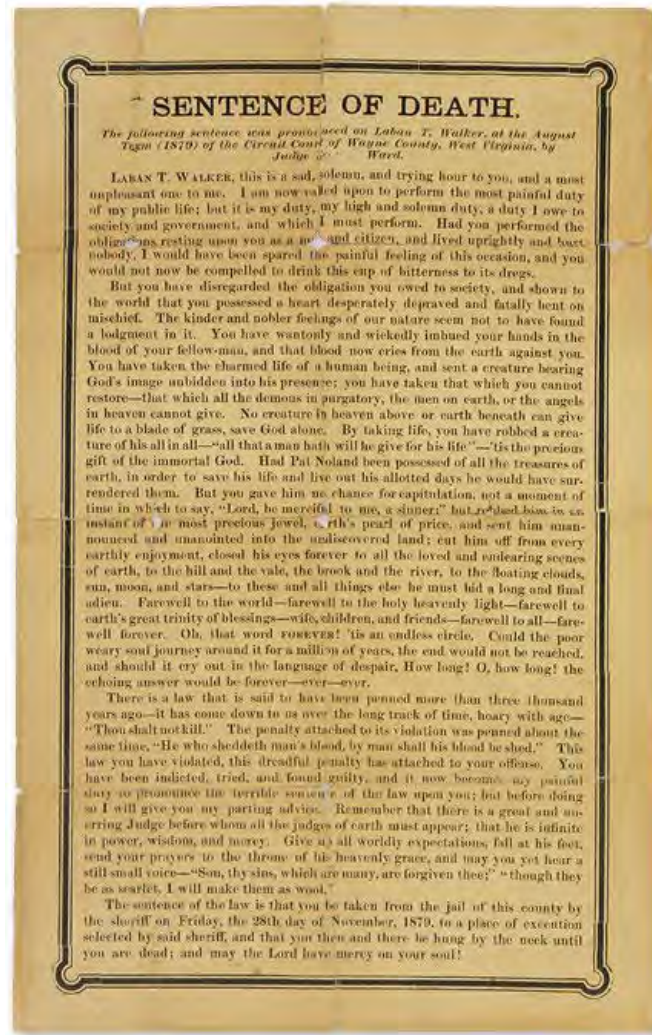 SENTENCE OF DEATH.
The following sentence was pronounced on Laban T. Walker, at the August
Term (1879) of the Circuit Court of Wayne County, West Virginia, by
Judge Ward.
LABAN T. WALKER, this is a sad, solemn, and trying hour to you, and a most
unpleasant one to me. I am now called upon to perform the most painful duty
of my public life; but it is my duty, my high and solemn duty, a duty I owe to
society and government, and which I must perform. Had you performed the
obligations resting upon you as a man and citizen, and lived uprightly and hurt
nobody, I would have been spared the painful feeling of this occasion, and you
would not now be compelled to drink this cup of bitterness to its dregs.
But you have disregarded the obligation you owed to society, and shown to
the world that you possessed a heart desperately depraved and fatally bent on
mischief. The kinder and nobler feelings of our nature seem not to have found
a lodgment in it. You have wantonly and wickedly imbued your hands in the
blood of your fellow-man, and that blood now cries from the earth against you.
You have taken the charmed life of a human being, and sent a creature bearing
God's image unbidden into his presence; you have taken that which you cannot
restore—that which all the demons in purgatory, the men on earth, or the angels
in heaven cannot give. No creature in heaven above or earth beneath can give
life to a blade of grass, save God alone. By taking life, you have robbed a crea-
ture of his all in all—"all that a man hath will he give for his life"—'tis the precious
gift of the immortal God. Had Pat Noland been possessed of all the treasures of
earth, in order to save his life and live out his allotted days he would have sur-
rendered them. But you gave him no chance for capitulation, not a moment of
time in which to say, "Lord, be merciful to me, a sinner;" but robbed him in an
instant of the most precious jewel, earth's pearl of price, and sent him unan-
nounced and unanointed into the undiscovered land; cut him off from every
earthly enjoyment, closed his eyes forever to all the loved and endearing scenes
of earth, to the hill and the vale, the brook and the river, to the floating clouds,
sun, moon, and stars—to these and all things else he must bid a long and final
adieu. Farewell to the world—farewell to the holy heavenly light—farewell to
earth's great trinity of blessings—wife, children, and friends—farewell to all—fare-
well forever. Oh, that word FOREVER! 'tis an endless circle. Could the poor
weary soul journey around it for a million of years, the end would not be reached,
and should it cry out in the language of despair, How long! O, how long! the
echoing answer would be forever—ever—ever.
There is a law that is said to have been penned more than three thousand
years ago—it has come down to us over the long track of time, hoary with age—
"Thou shalt not kill." The penalty attached to its violation was penned about the
same time, "He who sheddeth man's blood, by man shall his blood be shed." This
law you have violated, this dreadful penalty has attached to your offense. You
have been indicted, tried, and found guilty, and it now becomes my painful
duty to pronounce the terrible sentence of the law upon you; but before doing
so I will give you my parting advice. Remember that there is a great and un-
erring Judge before whom all the judges of earth must appear; that he is infinite
in power, wisdom, and mercy. Give up all worldly expectations, fall at his feet,
send your prayers to the throne of his heavenly grace, and may you yet hear a
still small voice—"Son, thy sins, which are many, are forgiven thee;" "though they
be as scarlet, I will make them as wool."
The sentence of the law is that you be taken from the jail of this county by
the sheriff on Friday, the 28th day of November, 1879, to a place of execution
selected by said sheriff, and that you then and there be hung by the neck until
you are dead; and may the Lord have mercy on your soul!